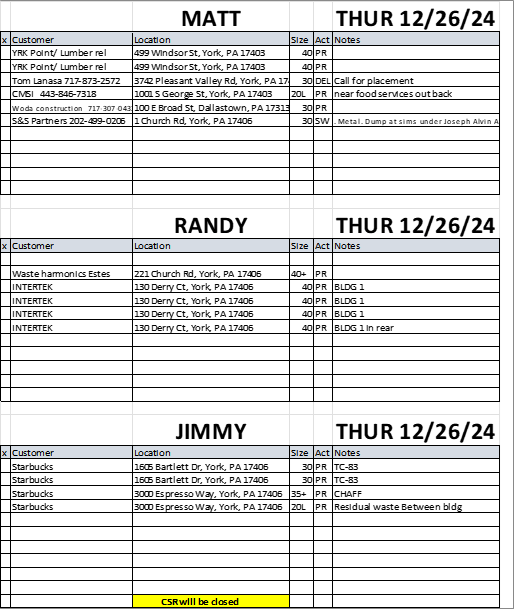 MATT THUR 12/26/24
x Customer Location Size Act Notes
YRK Point/ Lumber rel 499 Windsor St, York, PA 17403 40 PR
YRK Point/ Lumber rel 499 Windsor St, York, PA 17403 40 PR
Tom Lanasa 717-873-2572 3742 Pleasant Valley Rd, York, PA 17 30 DEL Call for placement
CMSI 443-846-7318 1001 S George St, York, PA 17403 20L PR near food services out back
Woda construction 717-307-043 100 E Broad St, Dallastown, PA 17313 30 PR
S&S Partners 202-499-0206 1 Church Rd, York, PA 17406 30 SW . Metal. Dump at sims under Joseph Alvin A
RANDY THUR 12/26/24
x Customer Location Size Act Notes
Waste harmonics Estes 221 Church Rd, York, PA 17406 40+ PR
INTERTEK 130 Derry Ct, York, PA 17406 40 PR BLDG 1
INTERTEK 130 Derry Ct, York, PA 17406 40 PR BLDG 1
INTERTEK 130 Derry Ct, York, PA 17406 40 PR BLDG 1
INTERTEK 130 Derry Ct, York, PA 17406 40 PR BLDG 1 in rear
JIMMY THUR 12/26/24
x Customer Location Size Act Notes
Starbucks 1605 Bartlett Dr, York, PA 17406 30 PR TC-83
Starbucks 1605 Bartlett Dr, York, PA 17406 30 PR TC-83
Starbucks 3000 Espresso Way, York, PA 17406 35+ PR CHAFF
Starbucks 3000 Espresso Way, York, PA 17406 20L PR Residual waste Between bldg
CSR will be closed